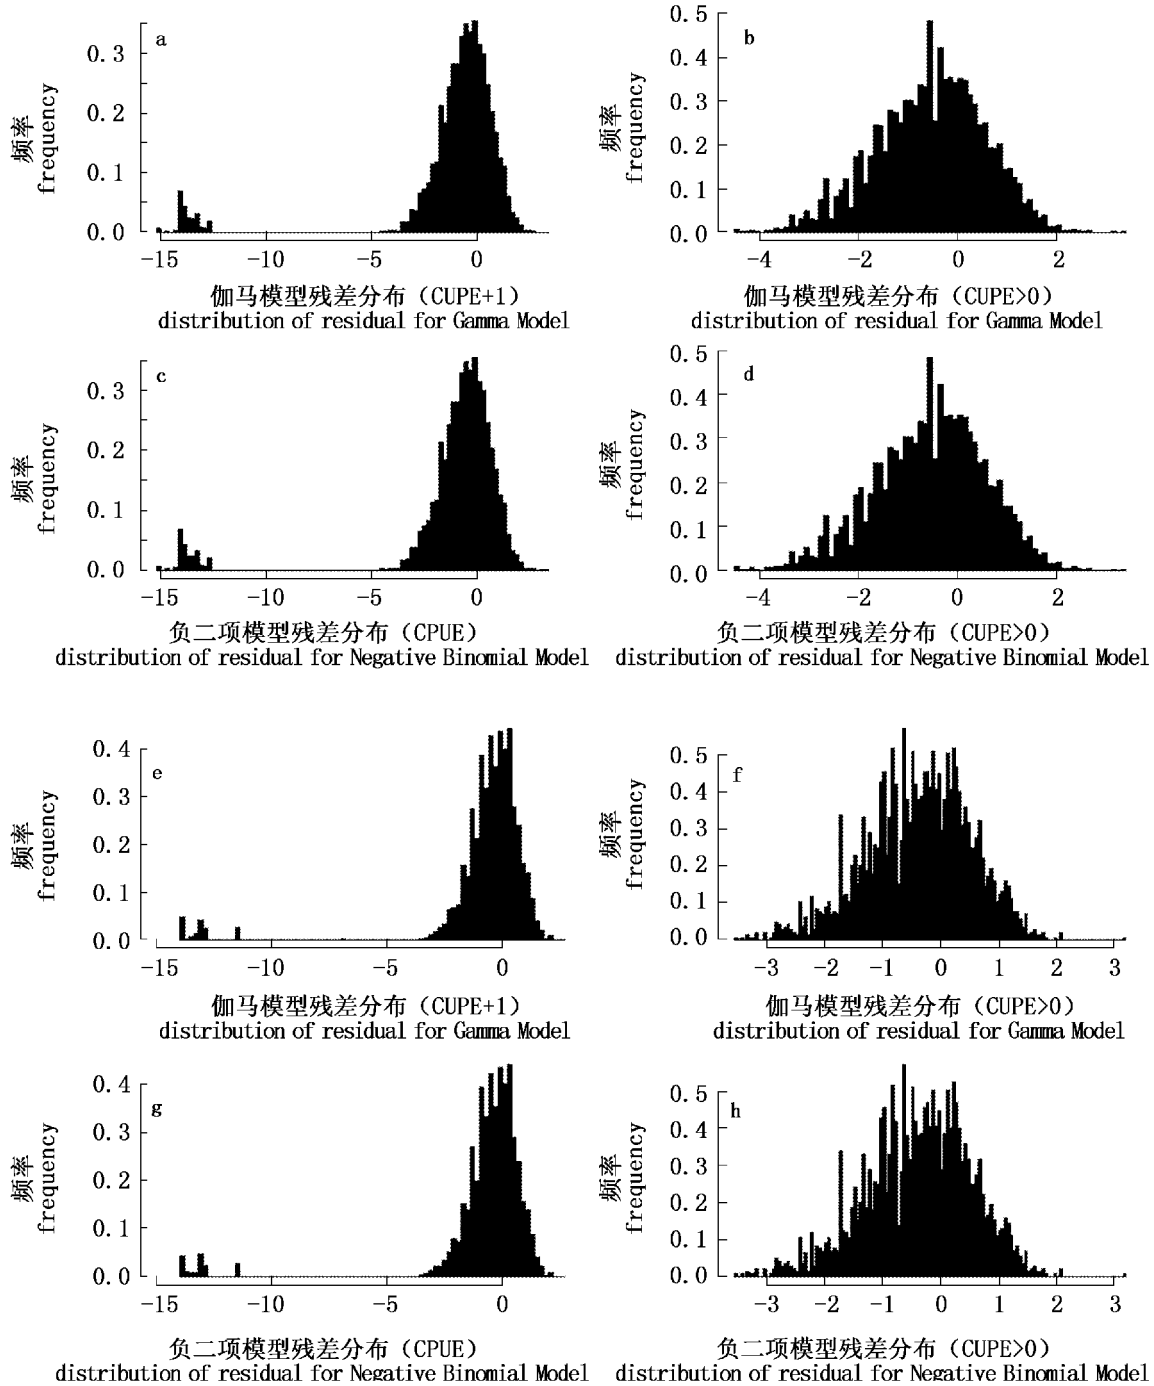 a
频率
frequency
0.3
0.2
0.1
0.0
-15
-10
-5
0
伽马模型残差分布（CUPE+1）
distribution of residual for Gamma Model
b
频率
frequency
0.5
0.4
0.3
0.2
0.1
0.0
-4
-2
0
2
伽马模型残差分布（CUPE>0）
distribution of residual for Gamma Model
c
频率
frequency
0.3
0.2
0.1
0.0
-15
-10
-5
0
负二项模型残差分布（CPUE）
distribution of residual for Negative Binomial Model
d
频率
frequency
0.5
0.4
0.3
0.2
0.1
0.0
-4
-2
0
2
负二项模型残差分布（CUPE>0）
distribution of residual for Negative Binomial Model
e
频率
frequency
0.4
0.3
0.2
0.1
0.0
-15
-10
-5
0
伽马模型残差分布（CUPE+1）
distribution of residual for Gamma Model
f
频率
frequency
0.5
0.4
0.3
0.2
0.1
0.0
-3
-2
-1
0
1
2
3
伽马模型残差分布（CUPE>0）
distribution of residual for Gamma Model
g
频率
frequency
0.4
0.3
0.2
0.1
0.0
-15
-10
-5
0
负二项模型残差分布（CPUE）
distribution of residual for Negative Binomial Model
h
频率
frequency
0.5
0.4
0.3
0.2
0.1
0.0
-3
-2
-1
0
1
2
3
负二项模型残差分布（CUPE>0）
distribution of residual for Negative Binomial Model